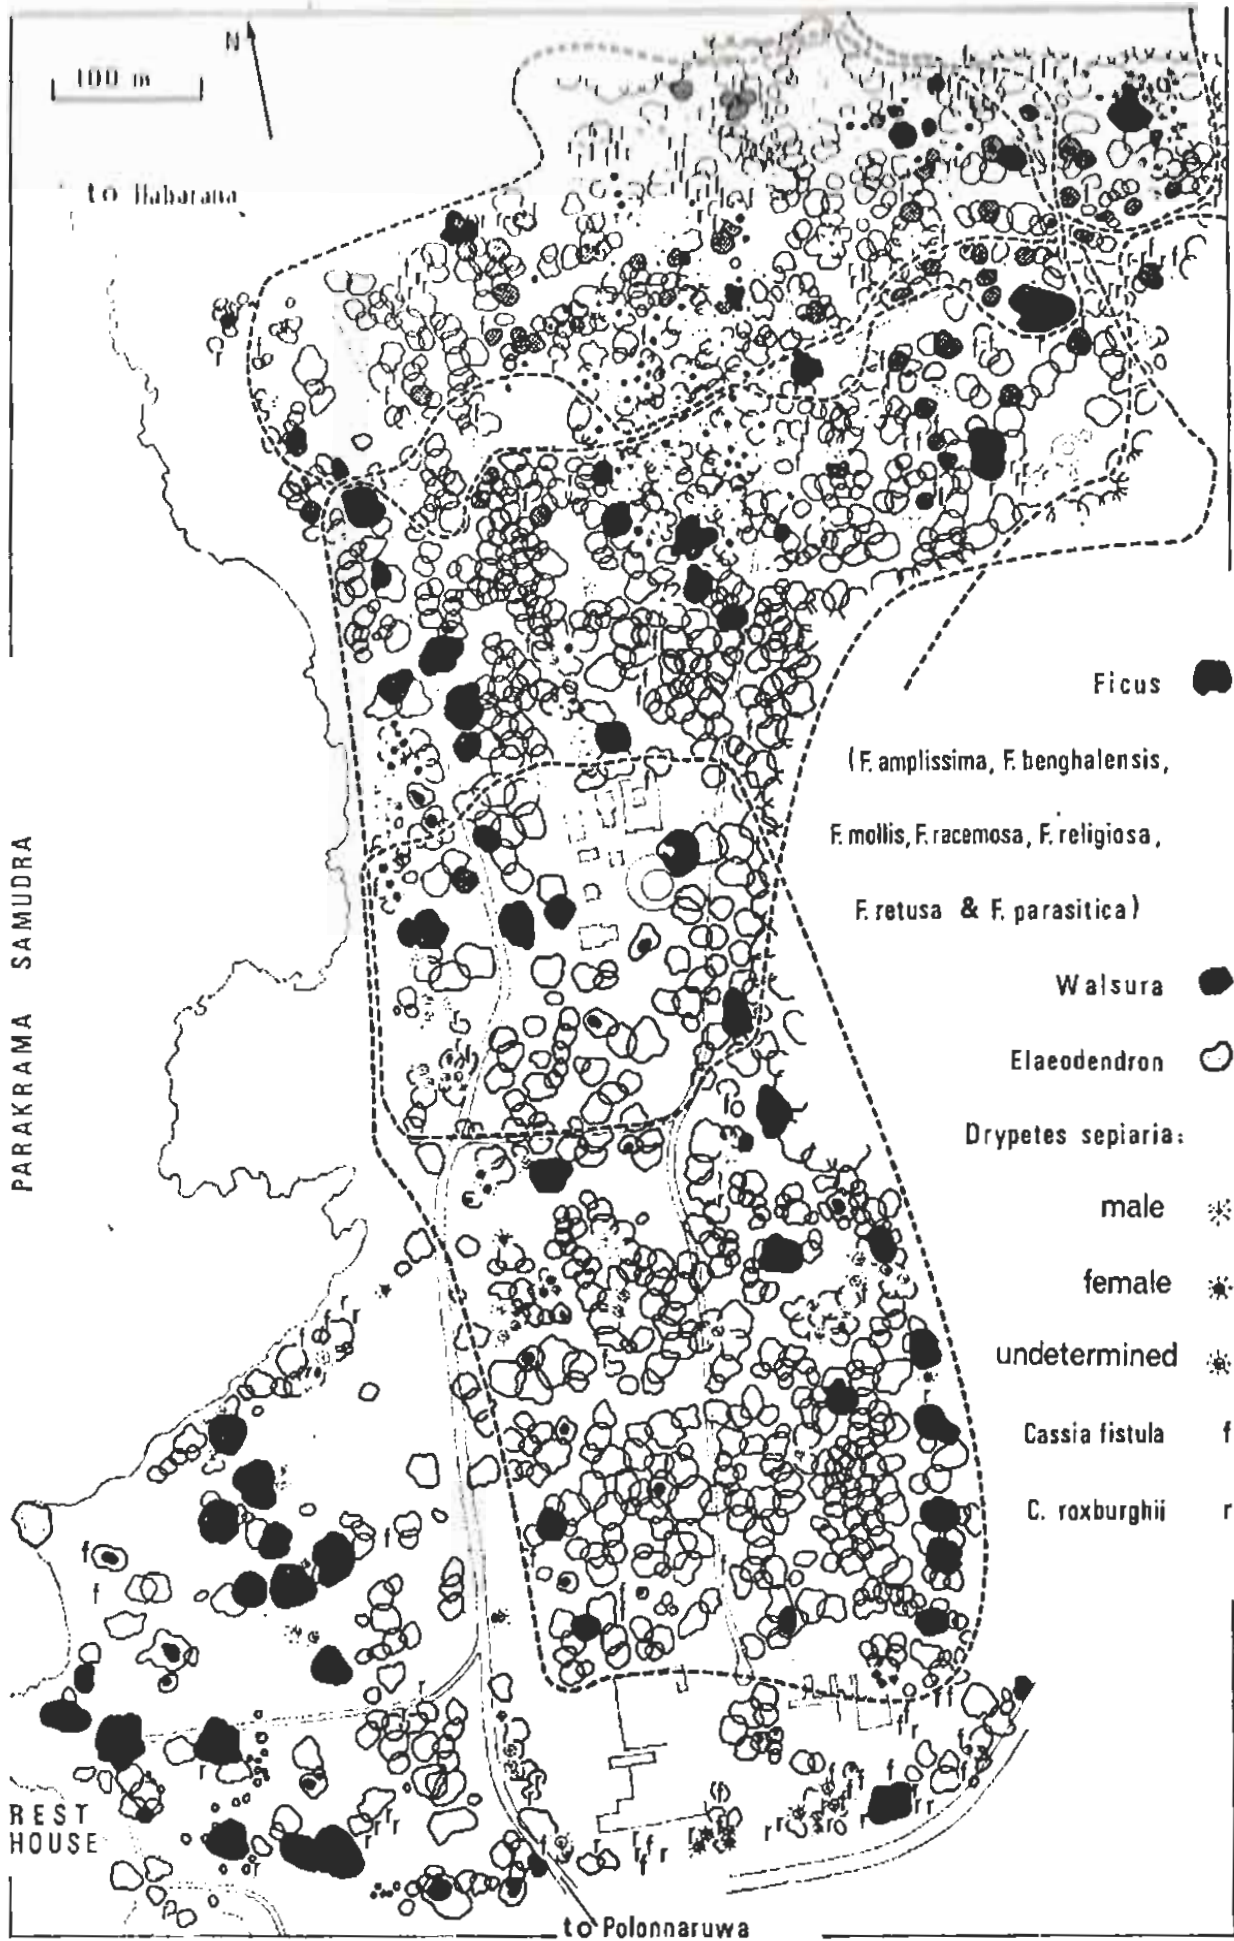 N
100 m
to Habarana
Ficus
(F. amplissima, F. benghalensis,
F. mollis, F. racemosa, F. religiosa,
F. retusa & F. parasitica)
Walsura
Elaeodendron
Drypetes sepiaria:
male
female
undetermined
Cassia fistula f
C. roxburghii r
PARAKRAMA SAMUDRA
REST
HOUSE
to Polonnaruwa